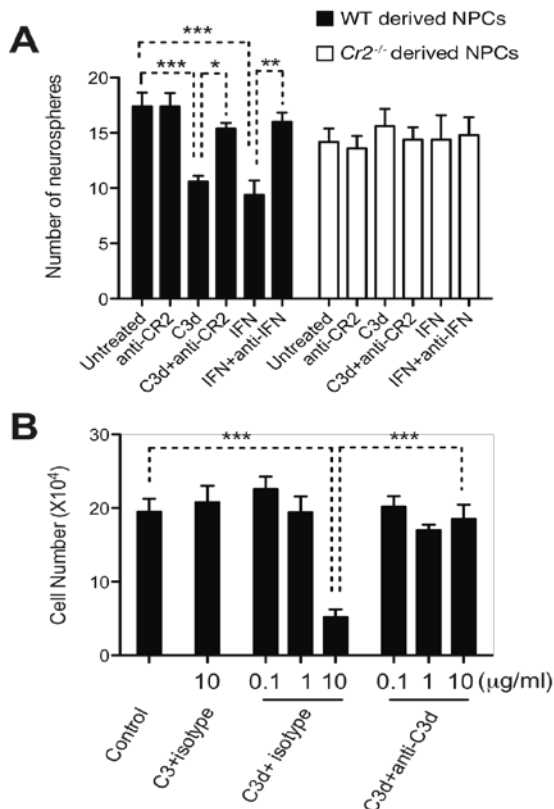 A
WT derived NPCs
Cr2-/- derived NPCs
*** *** * **
Number of neurospheres
20
15
10
5
0
Untreated
anti-CR2
C3d
C3d+anti-CR2
IFN
IFN+anti-IFN
Untreated
anti-CR2
C3d
C3d+anti-CR2
IFN
IFN+anti-IFN
B
*** ***
Cell Number (X10⁴)
30
20
10
0
10 0.1 1 10 0.1 1 10 (μg/ml)
Control
C3+isotype
C3d+ isotype
C3d+anti-C3d